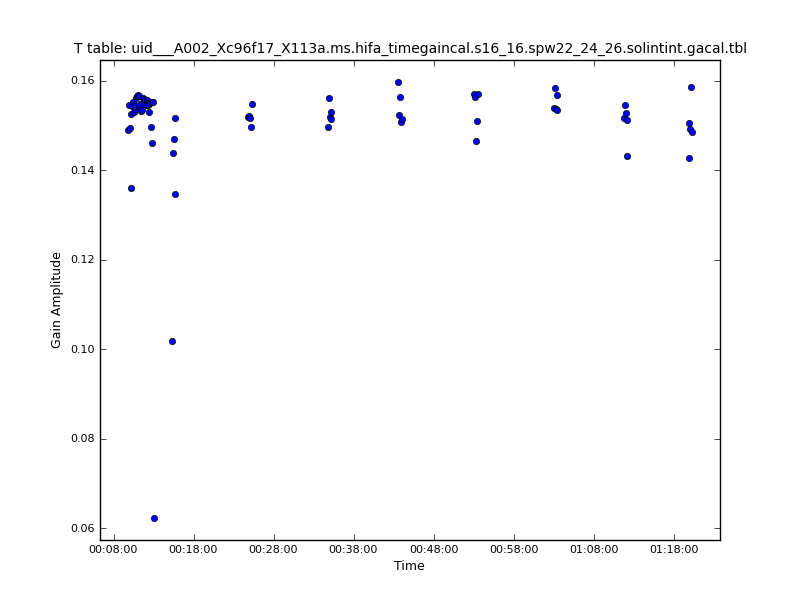 T table: uid___A002_Xc96f17_X113a.ms.hifa_timegaincal.s16_16.spw22_24_26.solintint.gacal.tbl
0.16
0.14
0.12
0.10
0.08
0.06
Gain Amplitude
00:08:00 00:18:00 00:28:00 00:38:00 00:48:00 00:58:00 01:08:00 01:18:00
Time